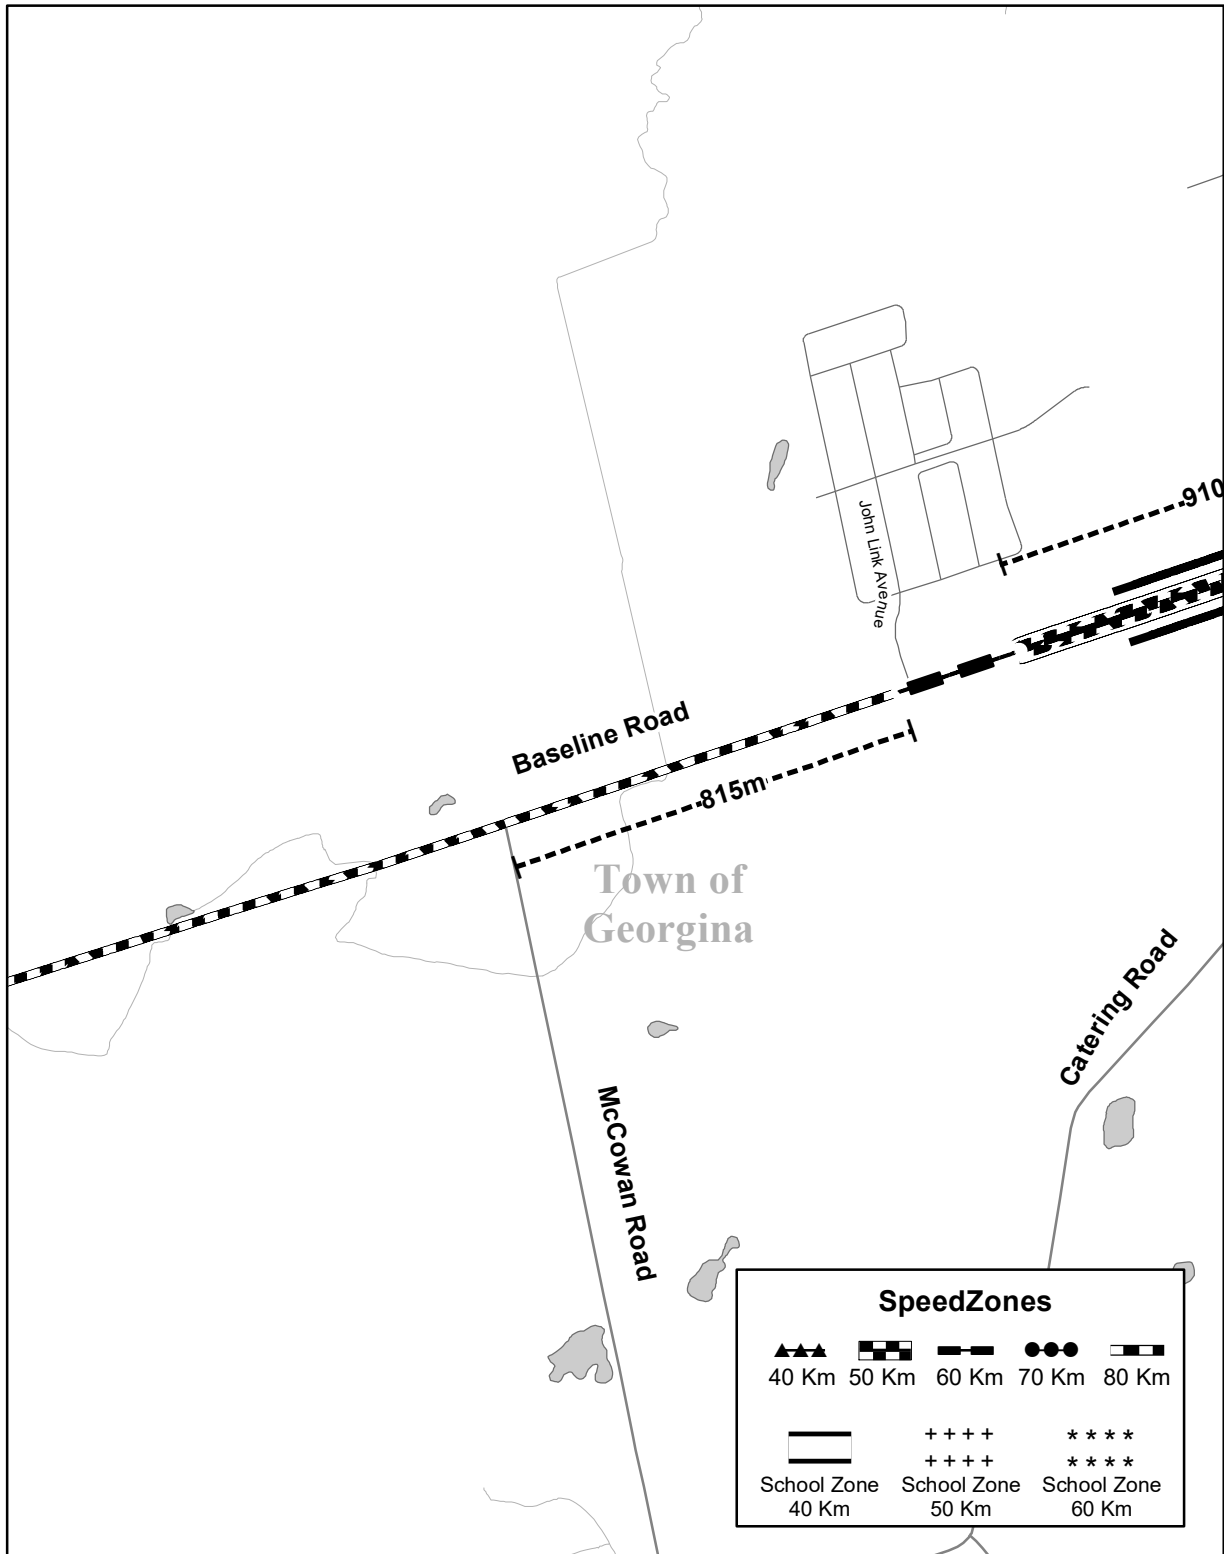 John Link Avenue
910
Baseline Road
815m
Town of
Georgina
Catering Road
McCowan Road
SpeedZones
40 Km 50 Km 60 Km 70 Km 80 Km
+ + + + * * * *
+ + + + * * * *
School Zone School Zone School Zone
40 Km 50 Km 60 Km